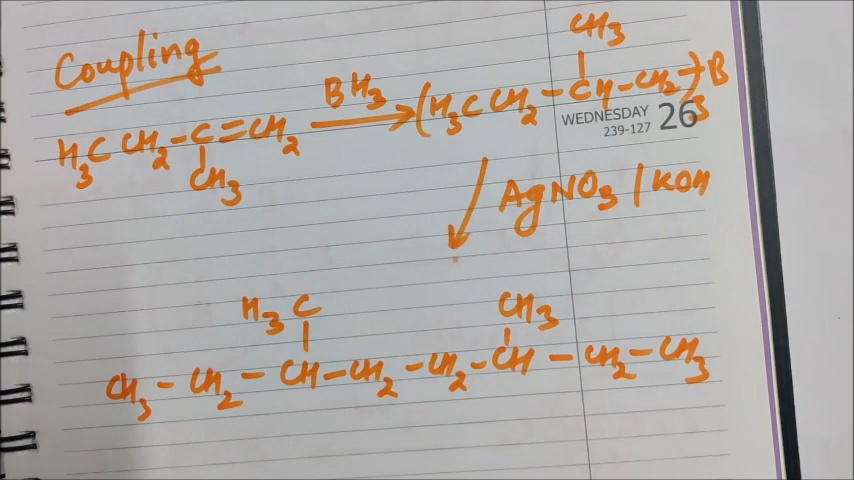 Coupling
CH3
H3C CH2-C=CH2 BH3 (H3C CH2-CH-CH2)3B
CH3
WEDNESDAY 26
239-127
AgNO3/KOH
H3C CH3
CH3-CH2-CH-CH2-CH2-CH-CH2-CH3